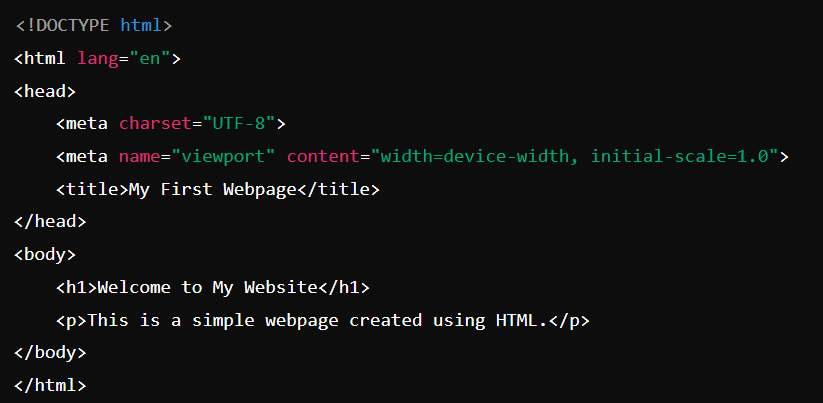 <!DOCTYPE html>
<html lang="en">
<head>
    <meta charset="UTF-8">
    <meta name="viewport" content="width=device-width, initial-scale=1.0">
    <title>My First Webpage</title>
</head>
<body>
    <h1>Welcome to My Website</h1>
    <p>This is a simple webpage created using HTML.</p>
</body>
</html>